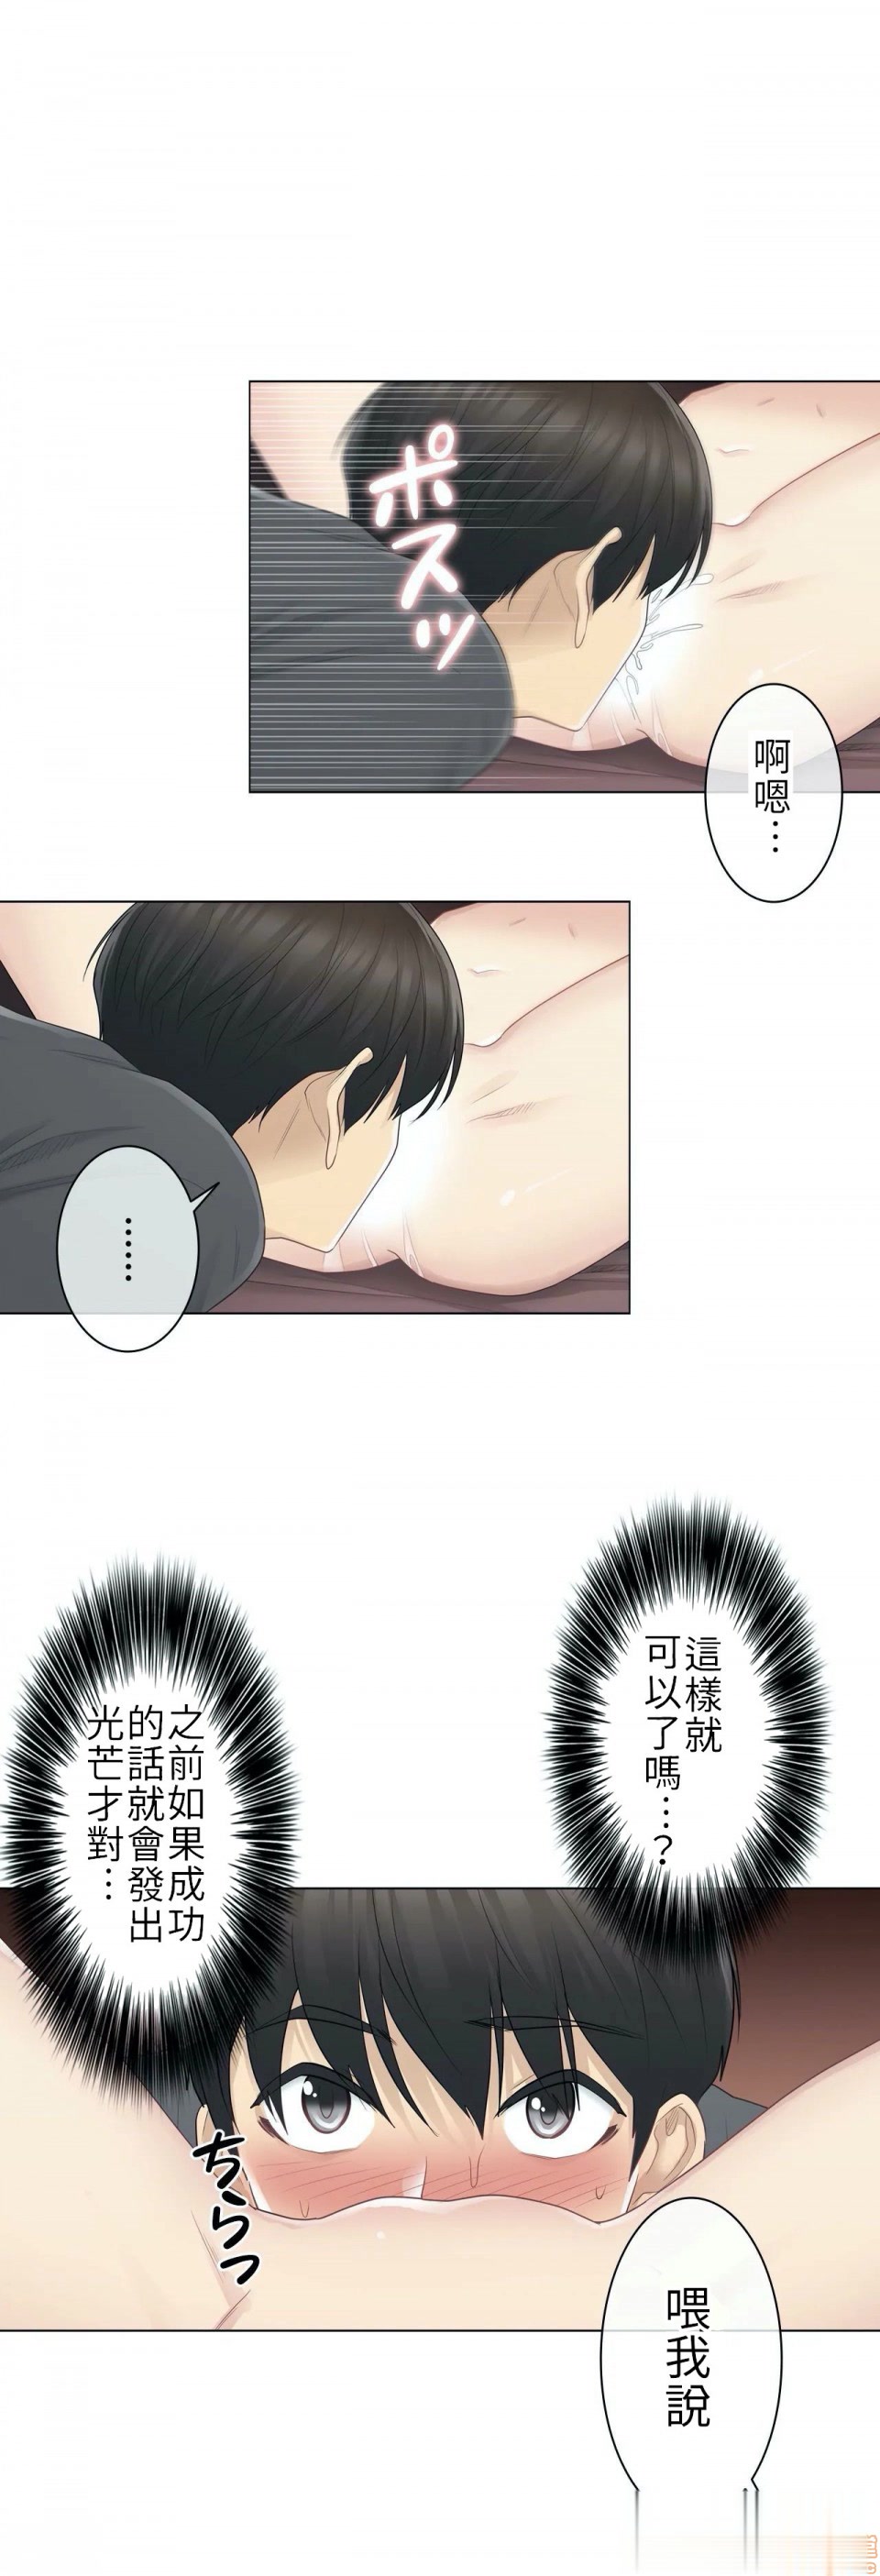 ポスッ
啊嗯…
……
這樣就
可以了嗎…？
之前如果成功
的話就會發出
光芒才對…
ちらっ
喂我說